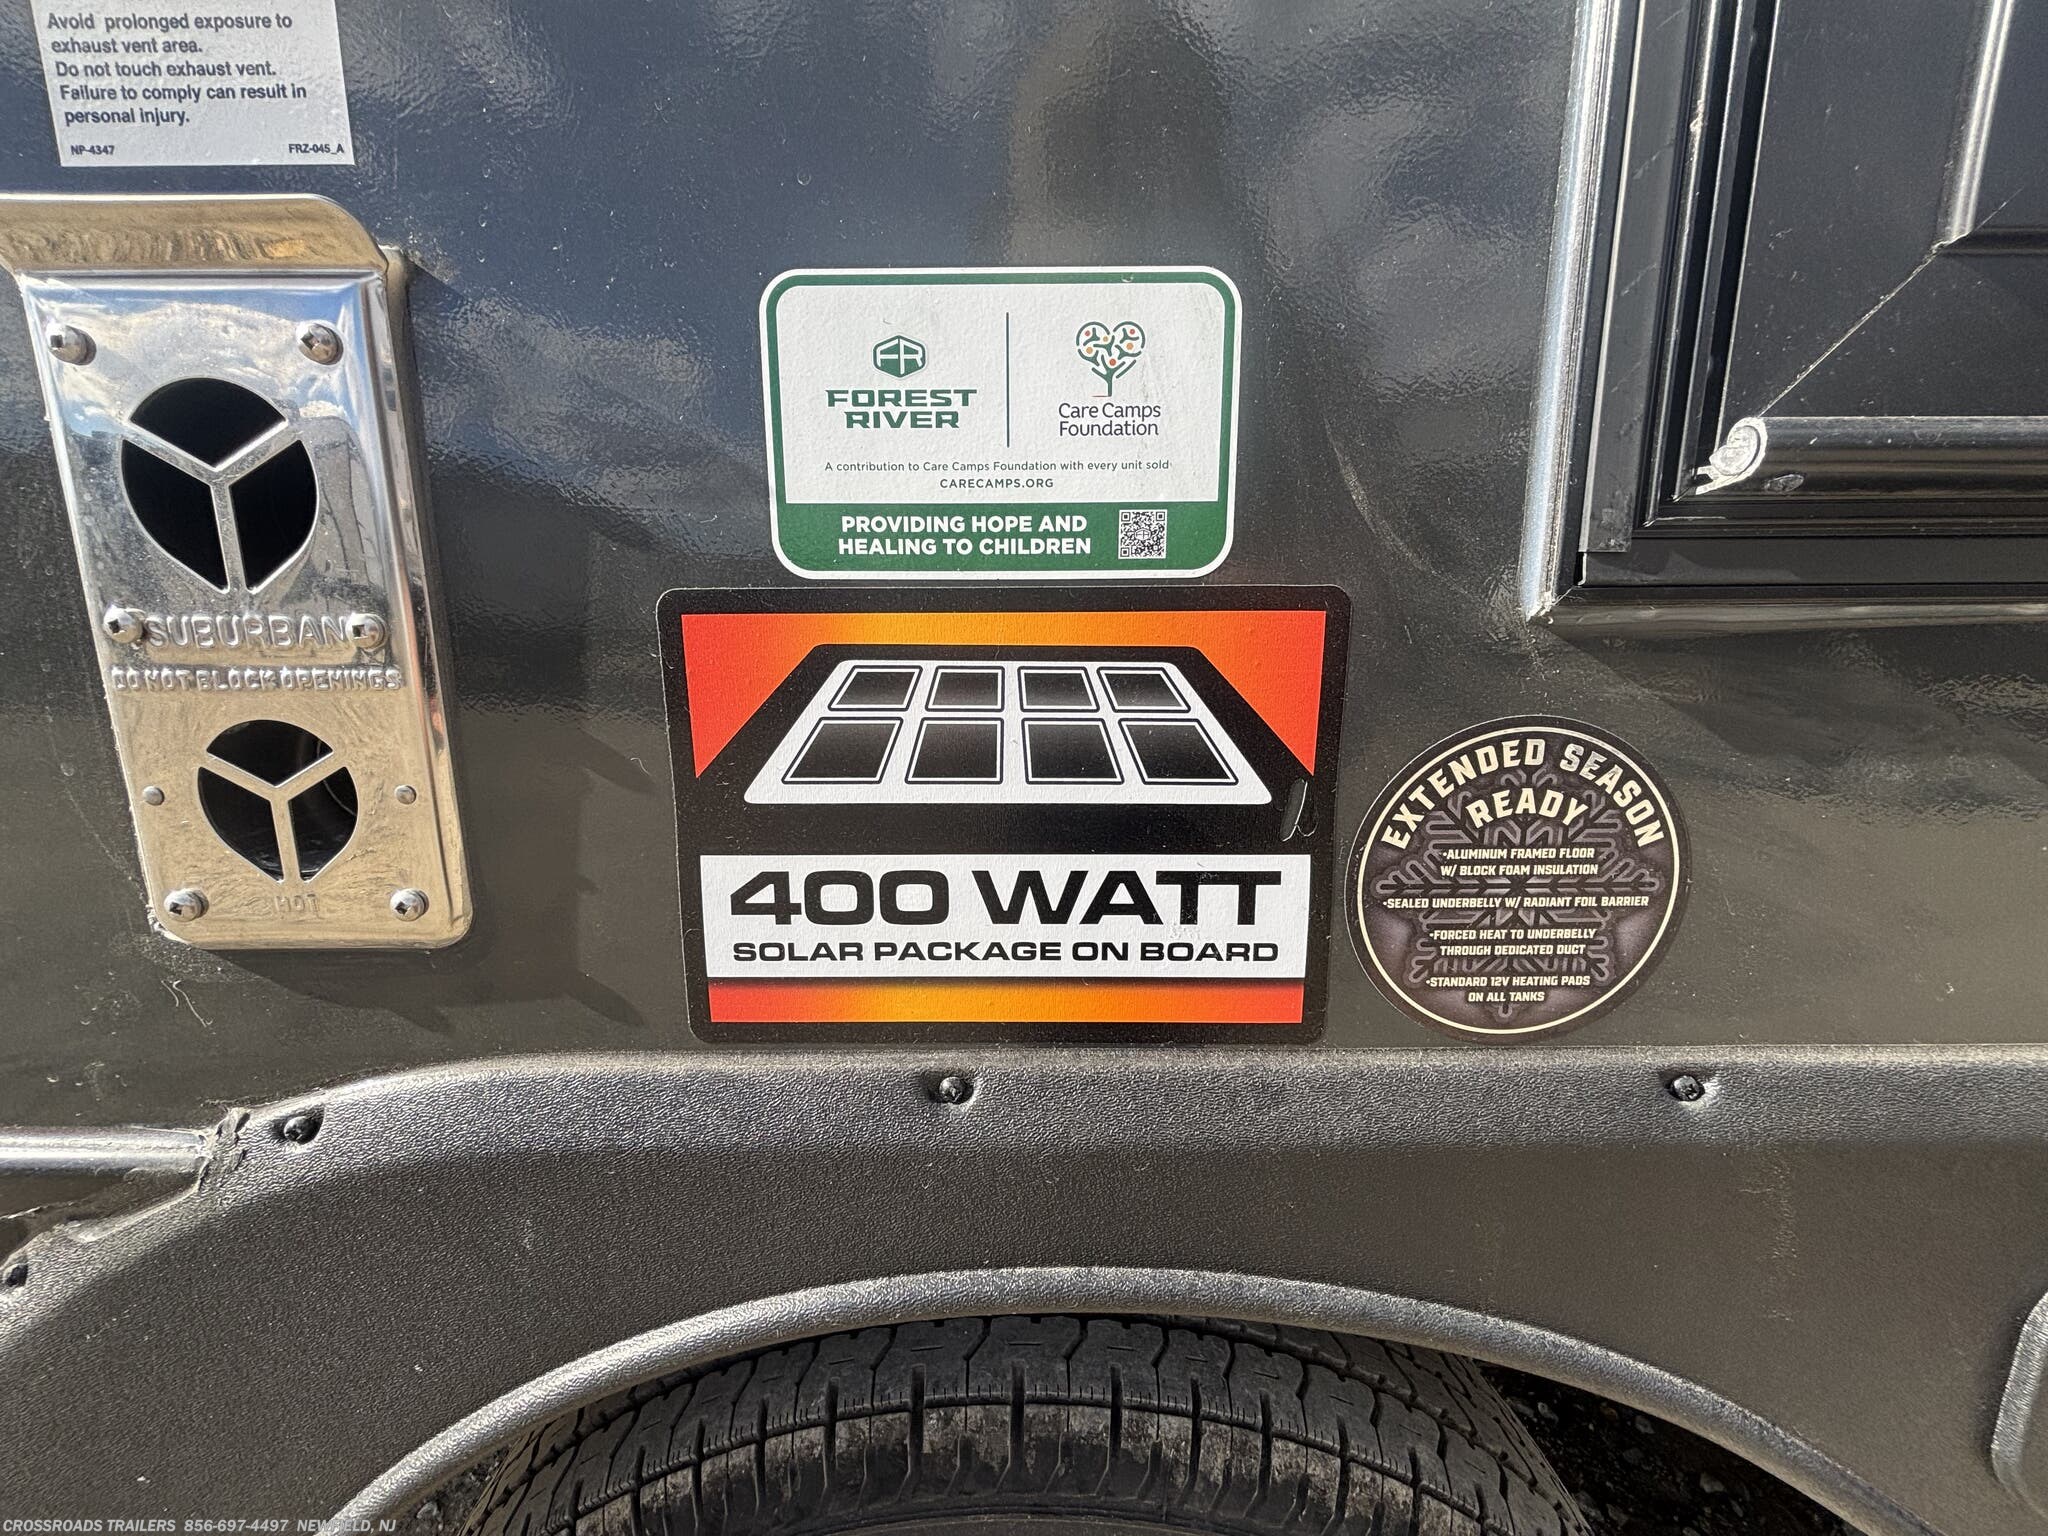 Avoid prolonged exposure to
exhaust vent area.
Do not touch exhaust vent.
Failure to comply can result in
personal injury.
NP-4347 FRZ-045_A
SUBURBAN
DO NOT BLOCK OPENINGS
HOT
FR
FOREST
RIVER
Care Camps
Foundation
A contribution to Care Camps Foundation with every unit sold
CARECAMPS.ORG
PROVIDING HOPE AND
HEALING TO CHILDREN
400 WATT
SOLAR PACKAGE ON BOARD
EXTENDED SEASON
READY
•ALUMINUM FRAMED FLOOR
W/ BLOCK FOAM INSULATION
•SEALED UNDERBELLY W/ RADIANT FOIL BARRIER
•FORCED HEAT TO UNDERBELLY
THROUGH DEDICATED DUCT
•STANDARD 12V HEATING PADS
ON ALL TANKS
CROSSROADS TRAILERS 856-697-4497 NEWFIELD, NJ